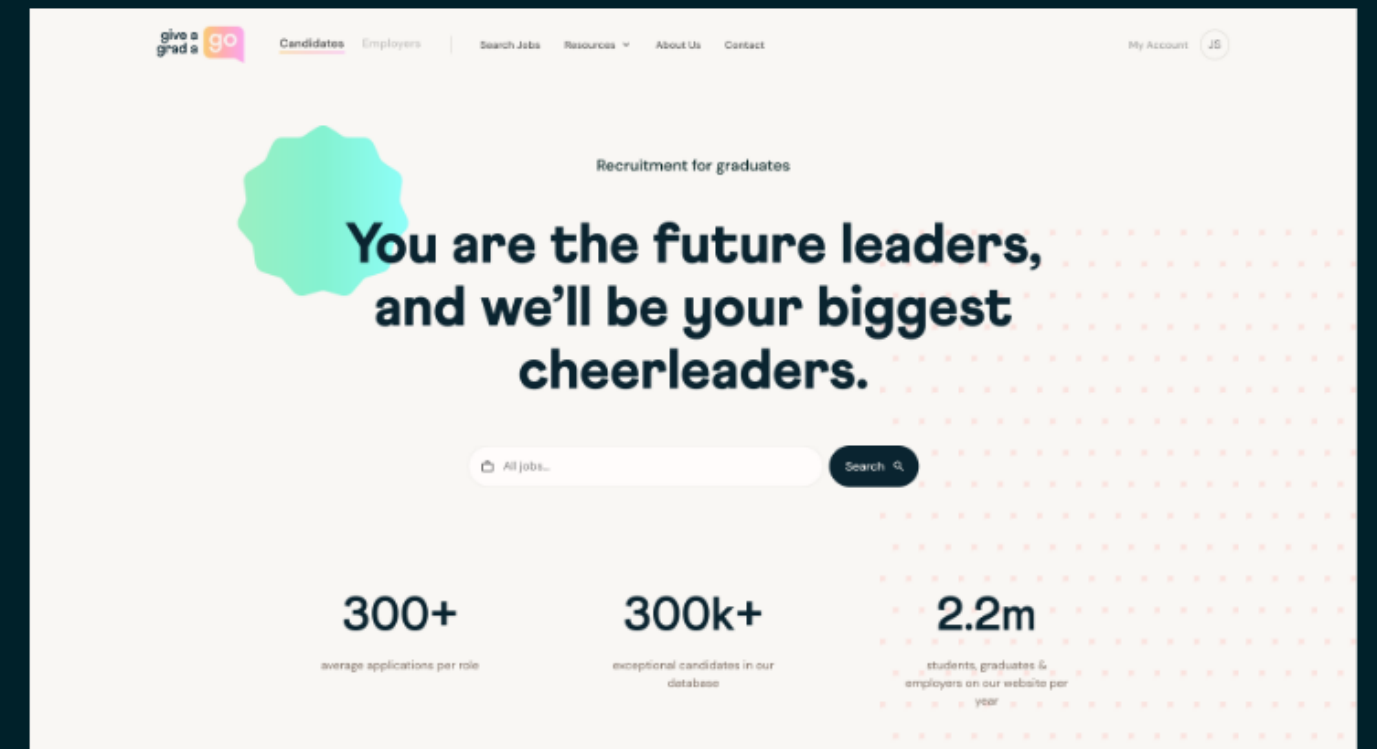 give a
grad a go
Candidates Employers Search Jobs Resources About Us Contact My Account JS
Recruitment for graduates
You are the future leaders,
and we’ll be your biggest
cheerleaders.
All jobs... Search
300+ 300k+ 2.2m
average applications per role
exceptional candidates in our
database
students, graduates &
employers on our website per
year